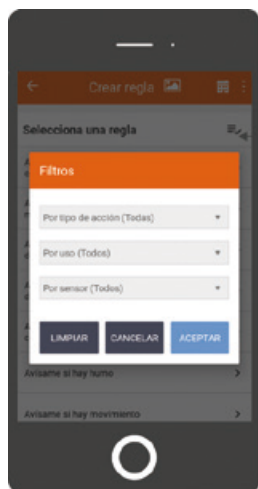 Crear regla
Selecciona una regla
Filtros
Por tipo de acción (Todas)
Por uso (Todos)
Por sensor (Todos)
LIMPIAR CANCELAR ACEPTAR
Avísame si hay humo
Avísame si hay movimiento